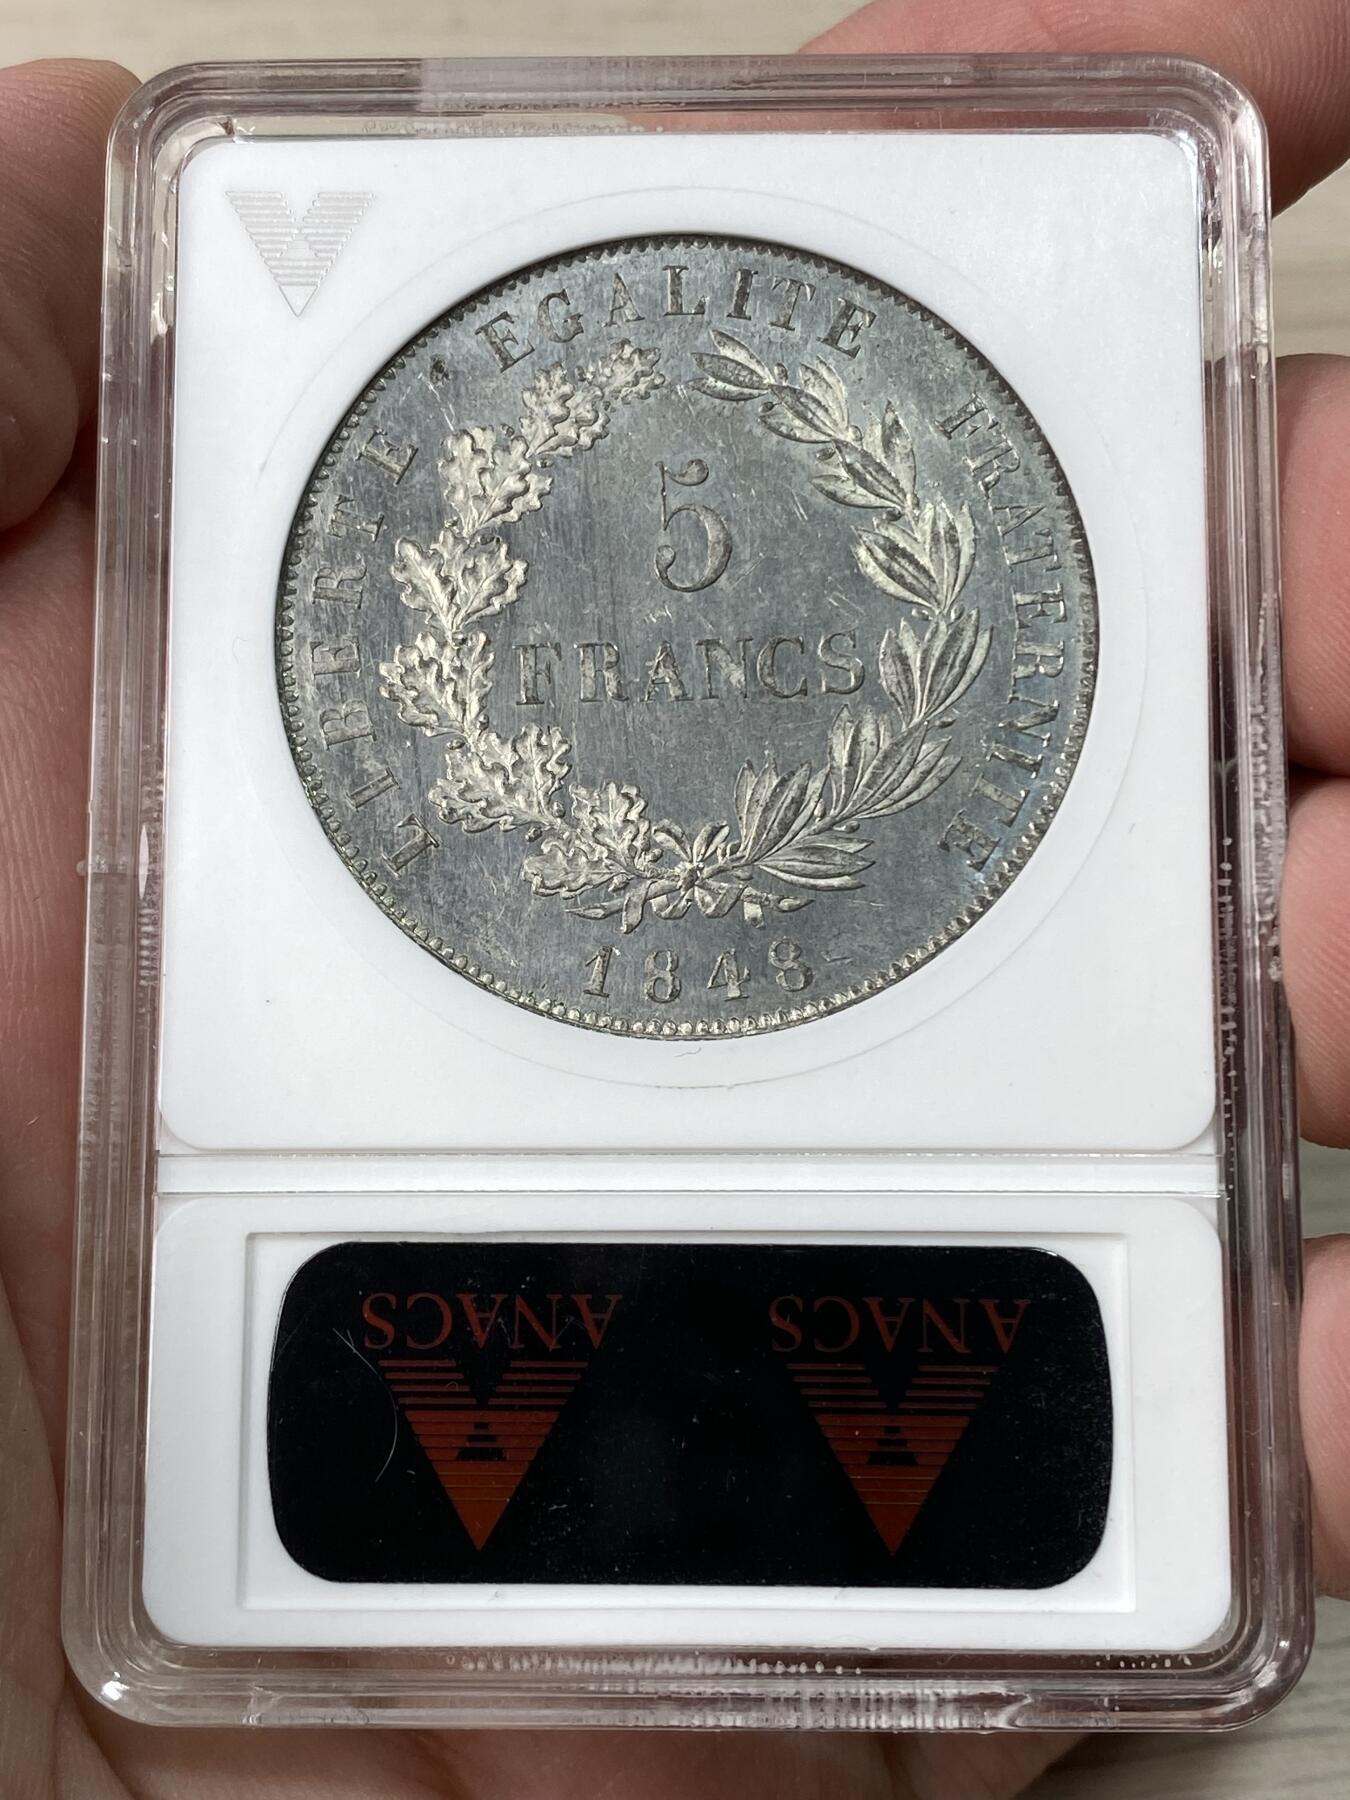 LIBERTE EGALITE FRATERNITE
5
FRANCS
1848
ANACS ANACS